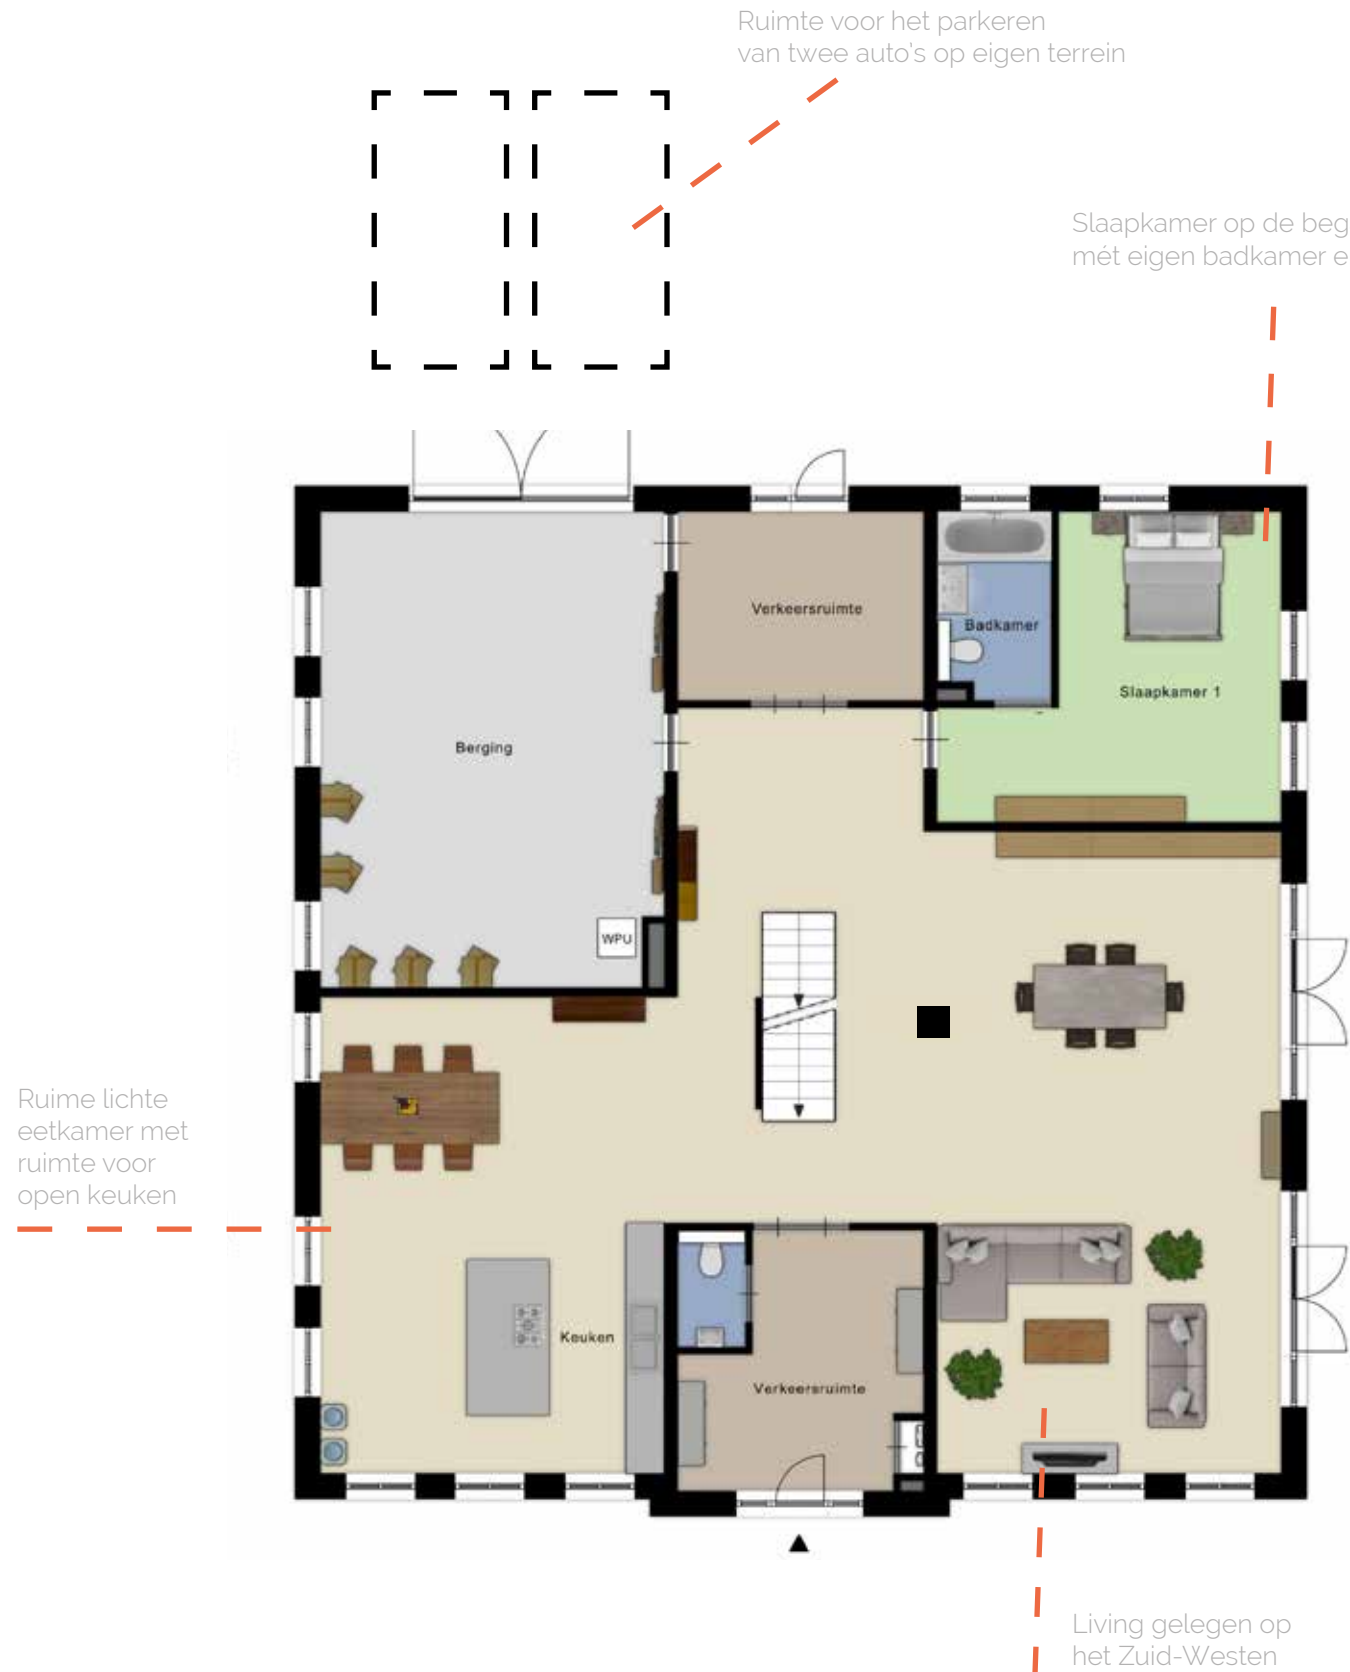 Ruimte voor het parkeren
van twee auto's op eigen terrein
Slaapkamer op de beg
mét eigen badkamer e
Verkeersruimte
Badkamer
Slaapkamer 1
Berging
WPU
Ruime lichte
eetkamer met
ruimte voor
open keuken
Keuken
Verkeersruimte
Living gelegen op
het Zuid-Westen